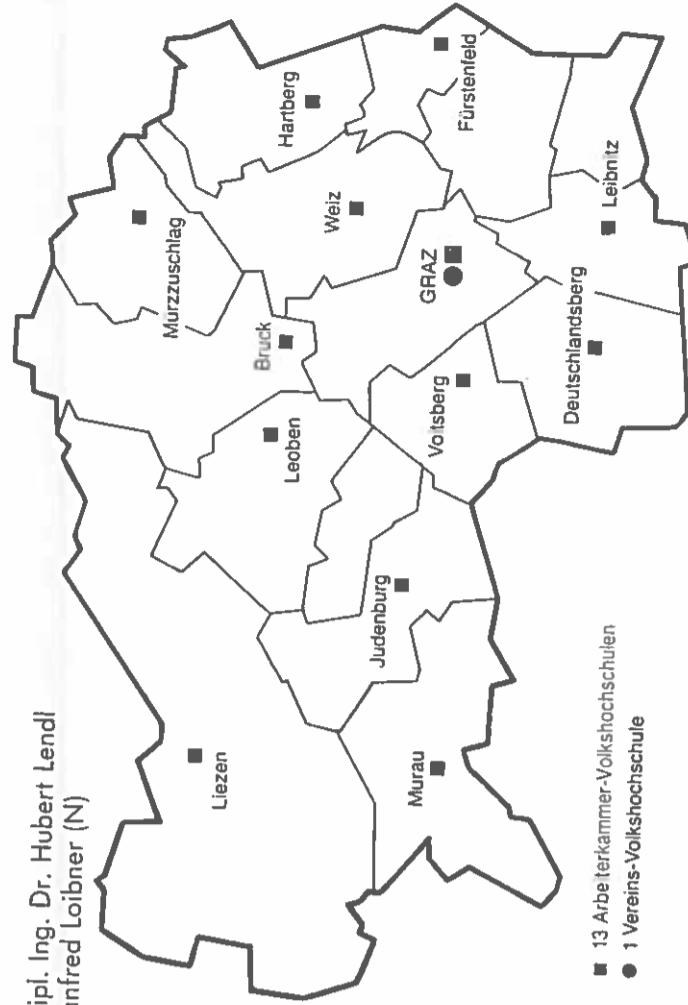 ipl. Ing. Dr. Hubert Lendl
nfred Loibner (N)
Mürzzuschlag
Liezen
Bruck
Hartberg
Leoben
Weiz
Judenburg
Murau
GRAZ
Voitsberg
Fürstenfeld
Deutschlandsberg
Leibnitz
13 Arbeiterkammer-Volkshochschulen
1 Vereins-Volkshochschule